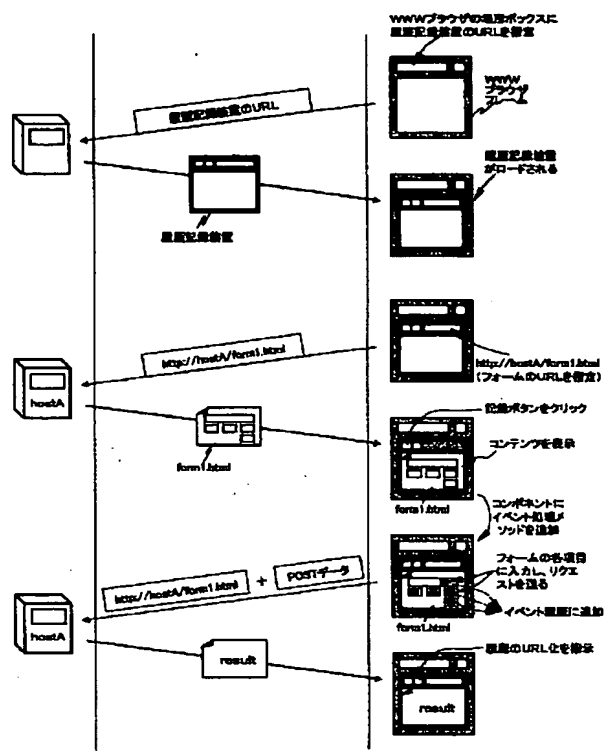 WWWブラウザの場所ボックスに
履歴記録装置のURLを指定
WWW
ブラウザ
フレーム
履歴記録装置のURL
履歴記録装置
がロードされる
履歴記録装置
http://hostA/form1.html
http://hostA/form1.html
(フォームのURLを指定)
hostA
記録ボタンをクリック
コンテンツを表示
form1.html
form1.html
コンポネントに
イベント処理メ
ソッドを追加
フォームの各項目
に入力し、リクエ
ストを送る
http://hostA/form1.html + POSTデータ
イベント履歴に追加
form1.html
hostA
履歴のURL化を指示
result
result